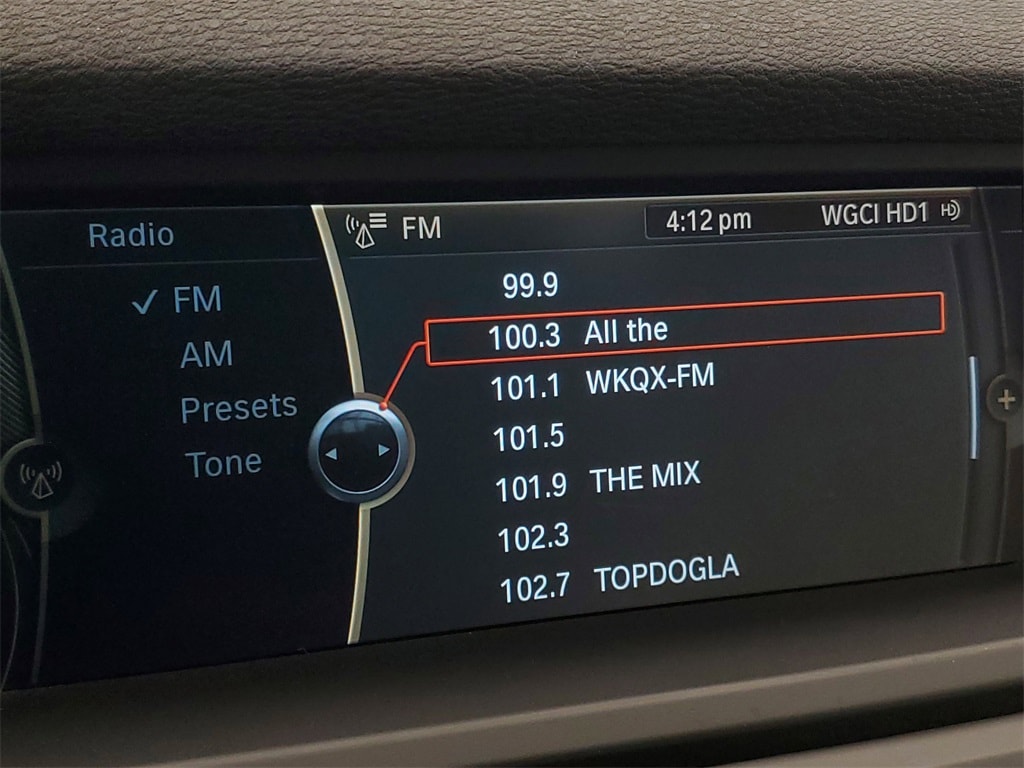 Radio
FM
AM
Presets
Tone
FM
4:12 pm
WGCI HD1 HD
99.9
100.3 All the
101.1 WKQX-FM
101.5
101.9 THE MIX
102.3
102.7 TOPDOGLA